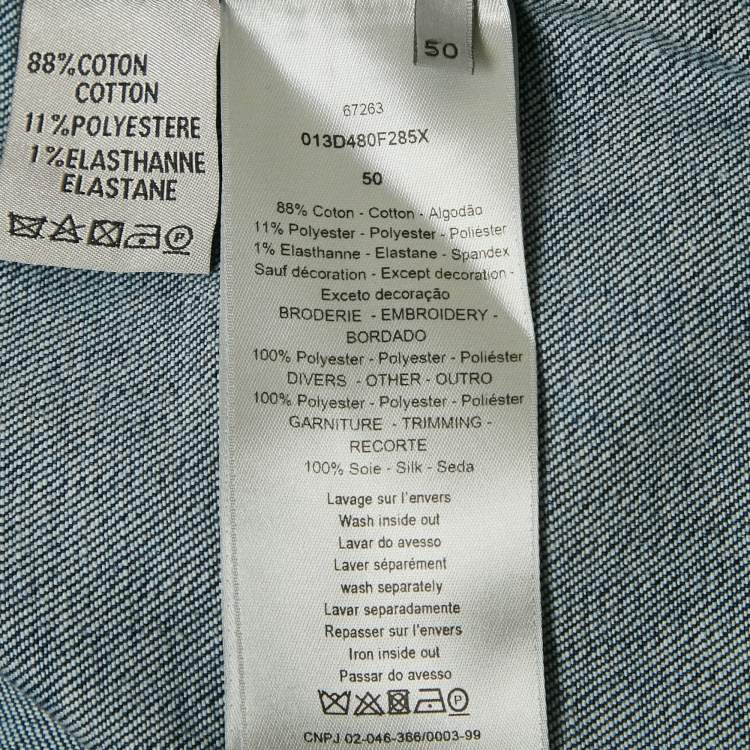 88%COTON
COTTON
11%POLYESTERE
1%ELASTHANNE
ELASTANE
50
67263
013D480F285X
50
88% Coton - Cotton - Algodão
11% Polyester - Polyester - Poliéster
1% Elasthanne - Elastane - Spandex
Sauf décoration - Except decoration -
Exceto decoração
BRODERIE - EMBROIDERY -
BORDADO
100% Polyester - Polyester - Poliéster
DIVERS - OTHER - OUTRO
100% Polyester - Polyester - Poliéster
GARNITURE - TRIMMING -
RECORTE
100% Soie - Silk - Seda
Lavage sur l'envers
Wash inside out
Lavar do avesso
Laver séparément
wash separately
Lavar separadamente
Repasser sur l'envers
Iron inside out
Passar do avesso
CNPJ 02-046-366/0003-99